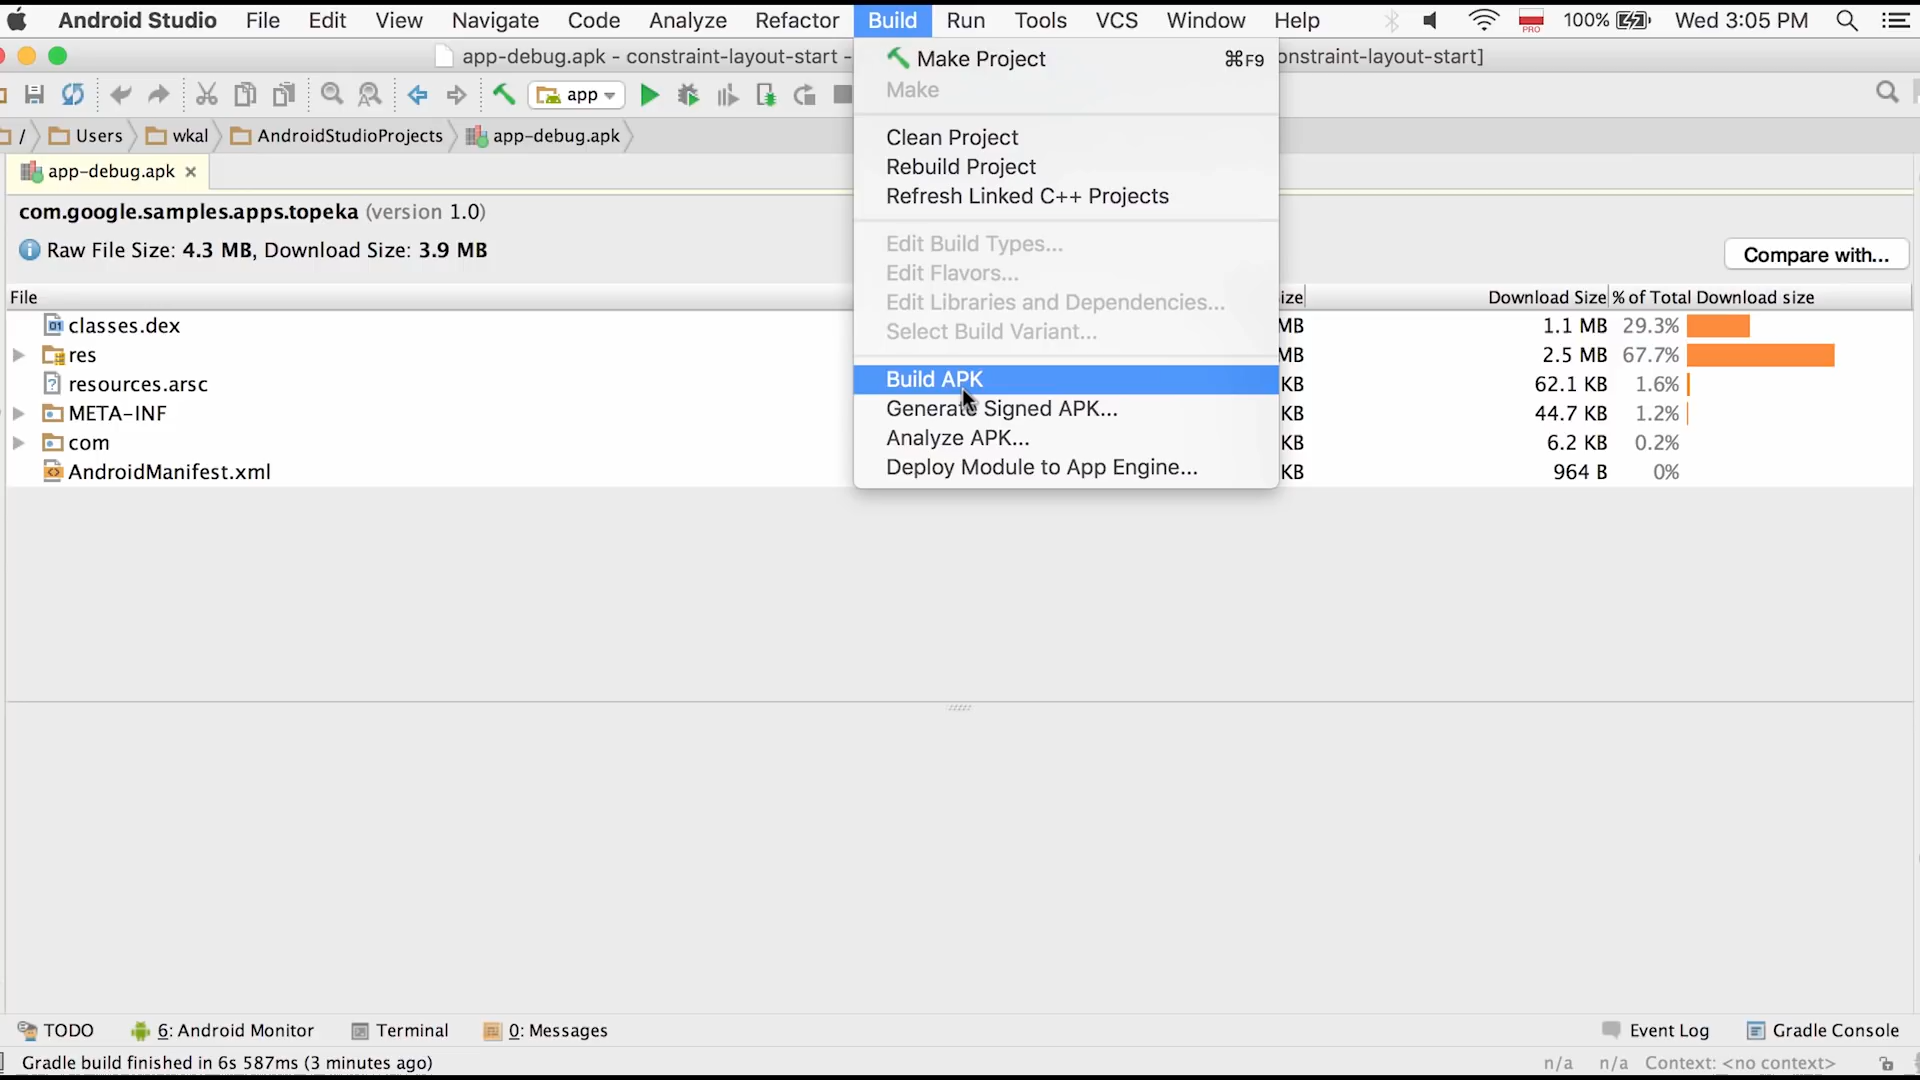 Android Studio File Edit View Navigate Code Analyze Refactor Build Run Tools VCS Window Help PRO 100% Wed 3:05 PM
app-debug.apk - constraint-layout-start - onstraint-layout-start]
Make Project ⌘F9
Make
Clean Project
Rebuild Project
Refresh Linked C++ Projects
Edit Build Types...
Edit Flavors...
Edit Libraries and Dependencies...
Select Build Variant...
Build APK
Generate Signed APK...
Analyze APK...
Deploy Module to App Engine...
app
/ Users wkal AndroidStudioProjects app-debug.apk
app-debug.apk
com.google.samples.apps.topeka (version 1.0)
Raw File Size: 4.3 MB, Download Size: 3.9 MB
Compare with...
File ize Download Size % of Total Download size
classes.dex MB 1.1 MB 29.3%
res MB 2.5 MB 67.7%
resources.arsc KB 62.1 KB 1.6%
META-INF KB 44.7 KB 1.2%
com KB 6.2 KB 0.2%
AndroidManifest.xml KB 964 B 0%
TODO 6: Android Monitor Terminal 0: Messages Event Log Gradle Console
Gradle build finished in 6s 587ms (3 minutes ago) n/a n/a Context: <no context>